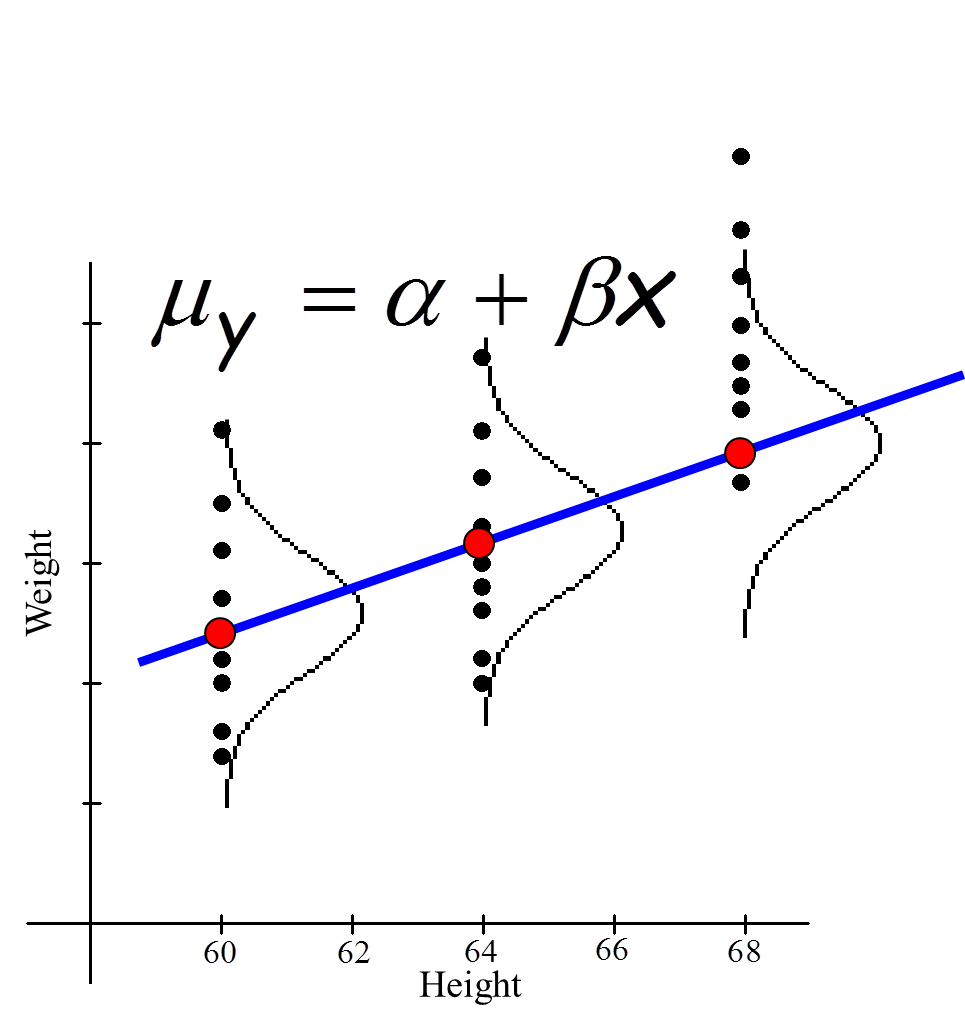 μy = α + βx
Weight
60 62 64 66 68
Height